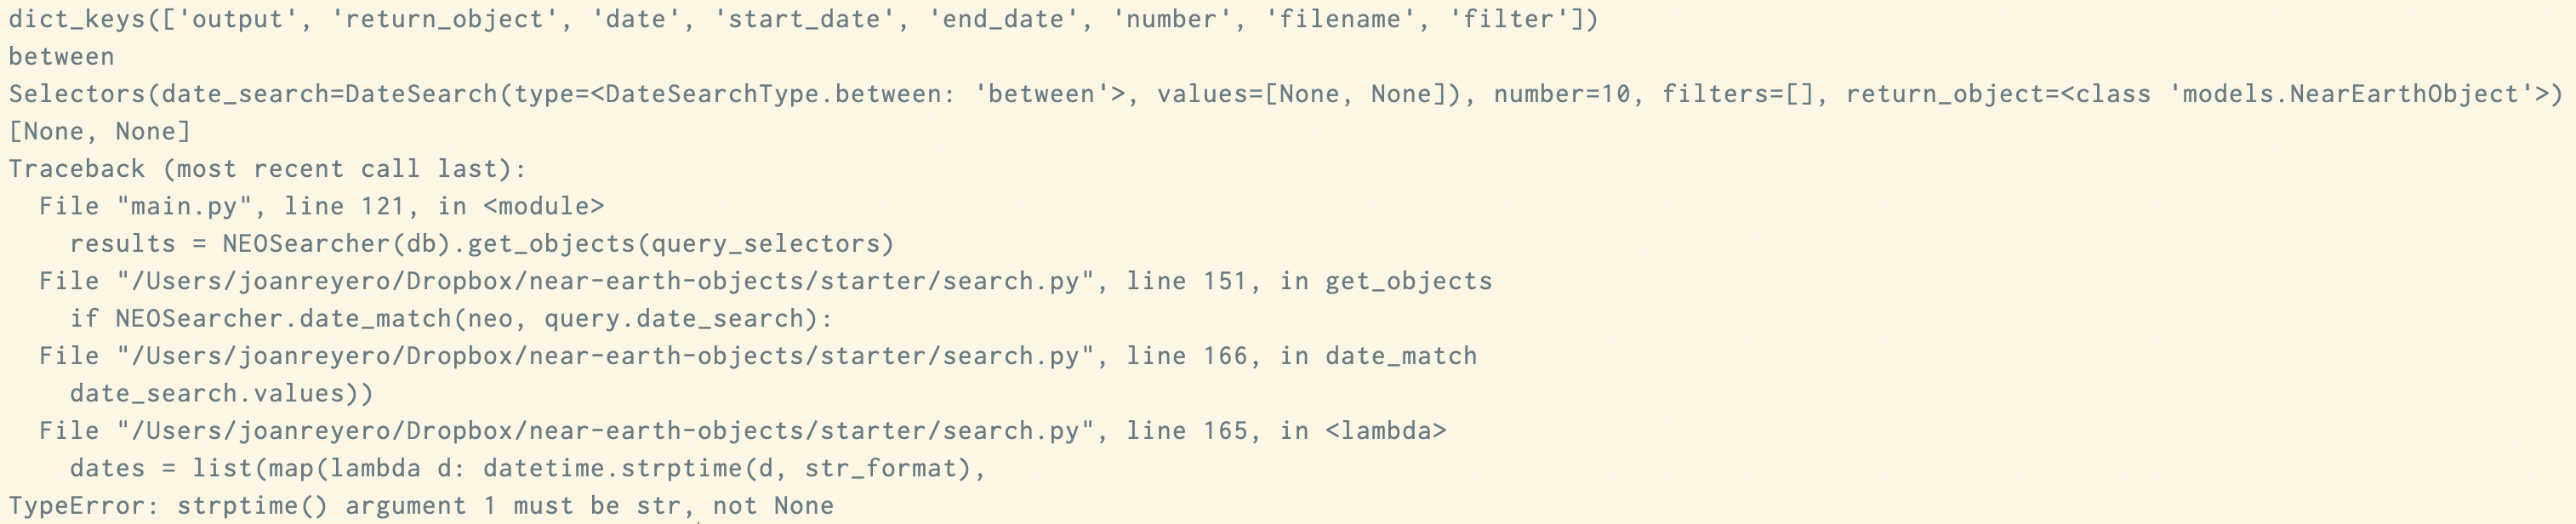 dict_keys(['output', 'return_object', 'date', 'start_date', 'end_date', 'number', 'filename', 'filter'])
between
Selectors(date_search=DateSearch(type=<DateSearchType.between: 'between'>, values=[None, None]), number=10, filters=[], return_object=<class 'models.NearEarthObject'>)
[None, None]
Traceback (most recent call last):
  File "main.py", line 121, in <module>
    results = NEOSearcher(db).get_objects(query_selectors)
  File "/Users/joanreyero/Dropbox/near-earth-objects/starter/search.py", line 151, in get_objects
    if NEOSearcher.date_match(neo, query.date_search):
  File "/Users/joanreyero/Dropbox/near-earth-objects/starter/search.py", line 166, in date_match
    date_search.values))
  File "/Users/joanreyero/Dropbox/near-earth-objects/starter/search.py", line 165, in <lambda>
    dates = list(map(lambda d: datetime.strptime(d, str_format),
TypeError: strptime() argument 1 must be str, not None